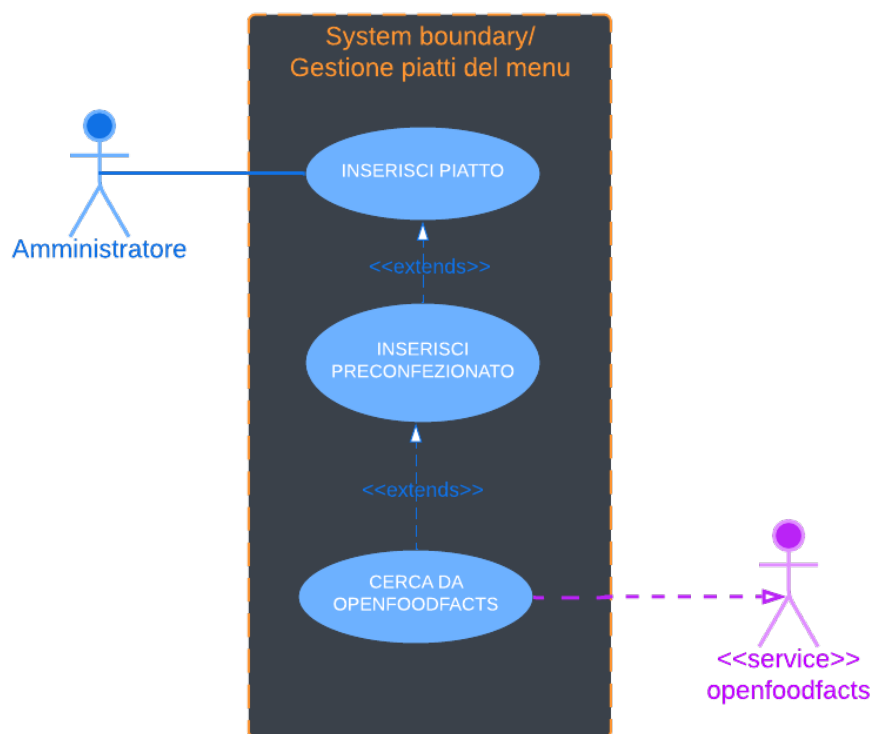 System boundary/
Gestione piatti del menu
INSERISCI PIATTO
Amministratore
<<extends>>
INSERISCI
PRECONFEZIONATO
<<extends>>
CERCA DA
OPENFOODFACTS
<<service>>
openfoodfacts